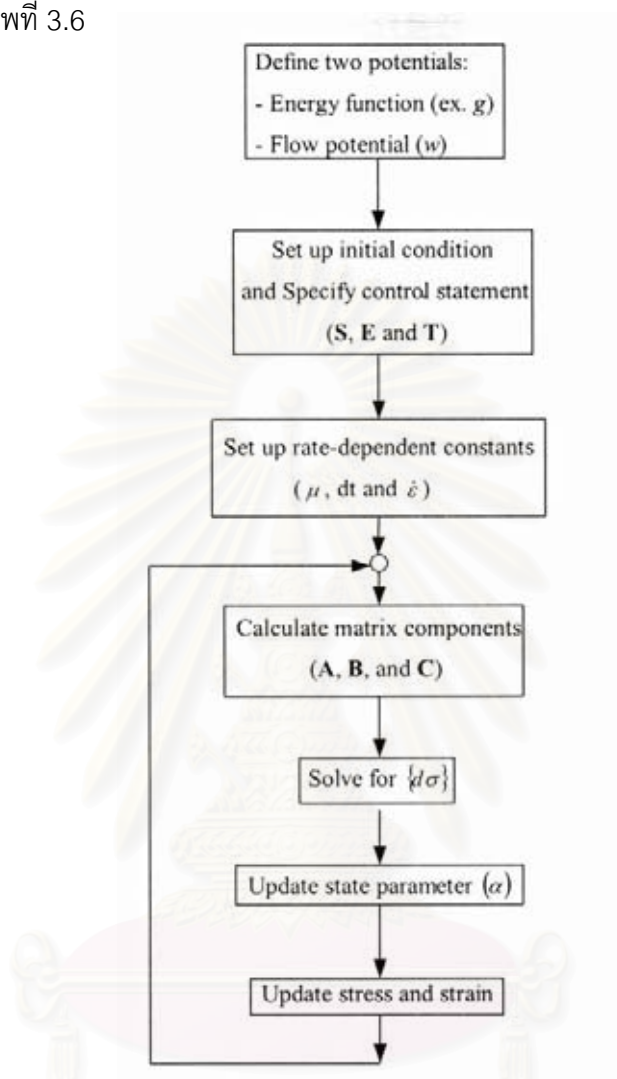 พที่ 3.6
Define two potentials:
- Energy function (ex. g)
- Flow potential (w)
Set up initial condition
and Specify control statement
(S, E and T)
Set up rate-dependent constants
( μ , dt and ε̇ )
Calculate matrix components
(A, B, and C)
Solve for {dσ}
Update state parameter (α)
Update stress and strain